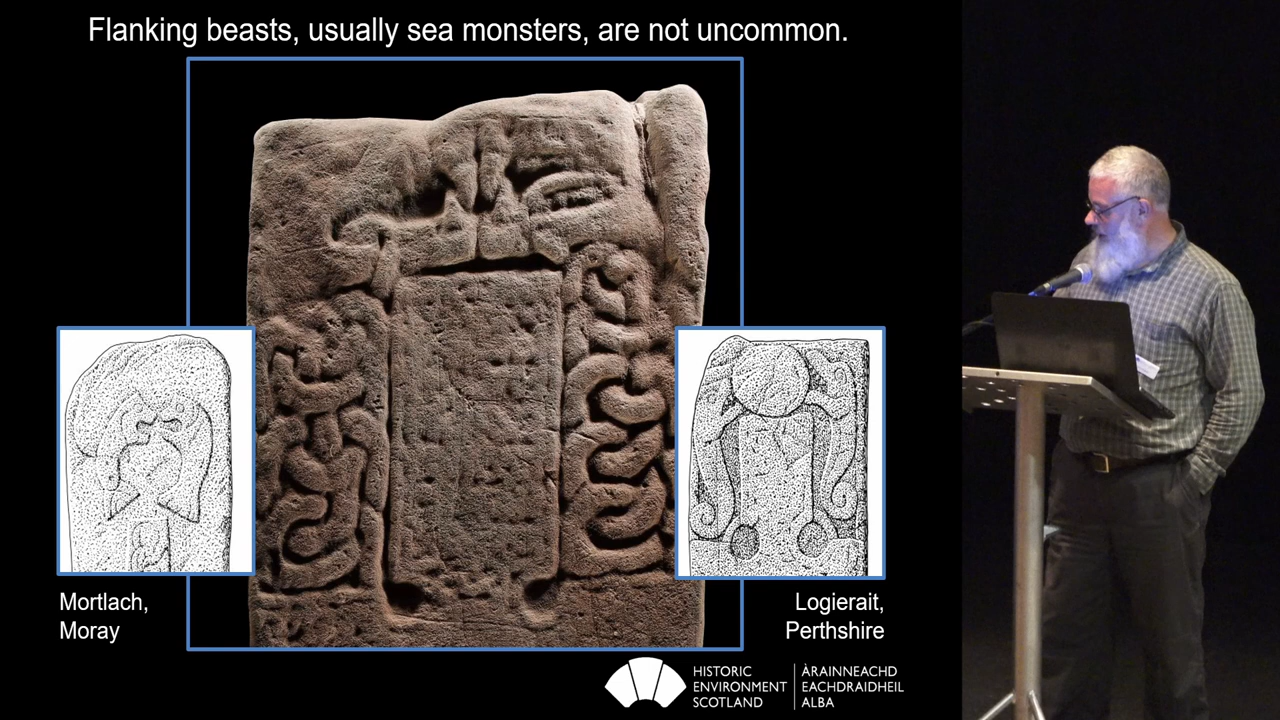 Flanking beasts, usually sea monsters, are not uncommon.
Mortlach,
Moray
Logierait,
Perthshire
HISTORIC
ENVIRONMENT
SCOTLAND
ÀRAINNEACHD
EACHDRAIDHEIL
ALBA